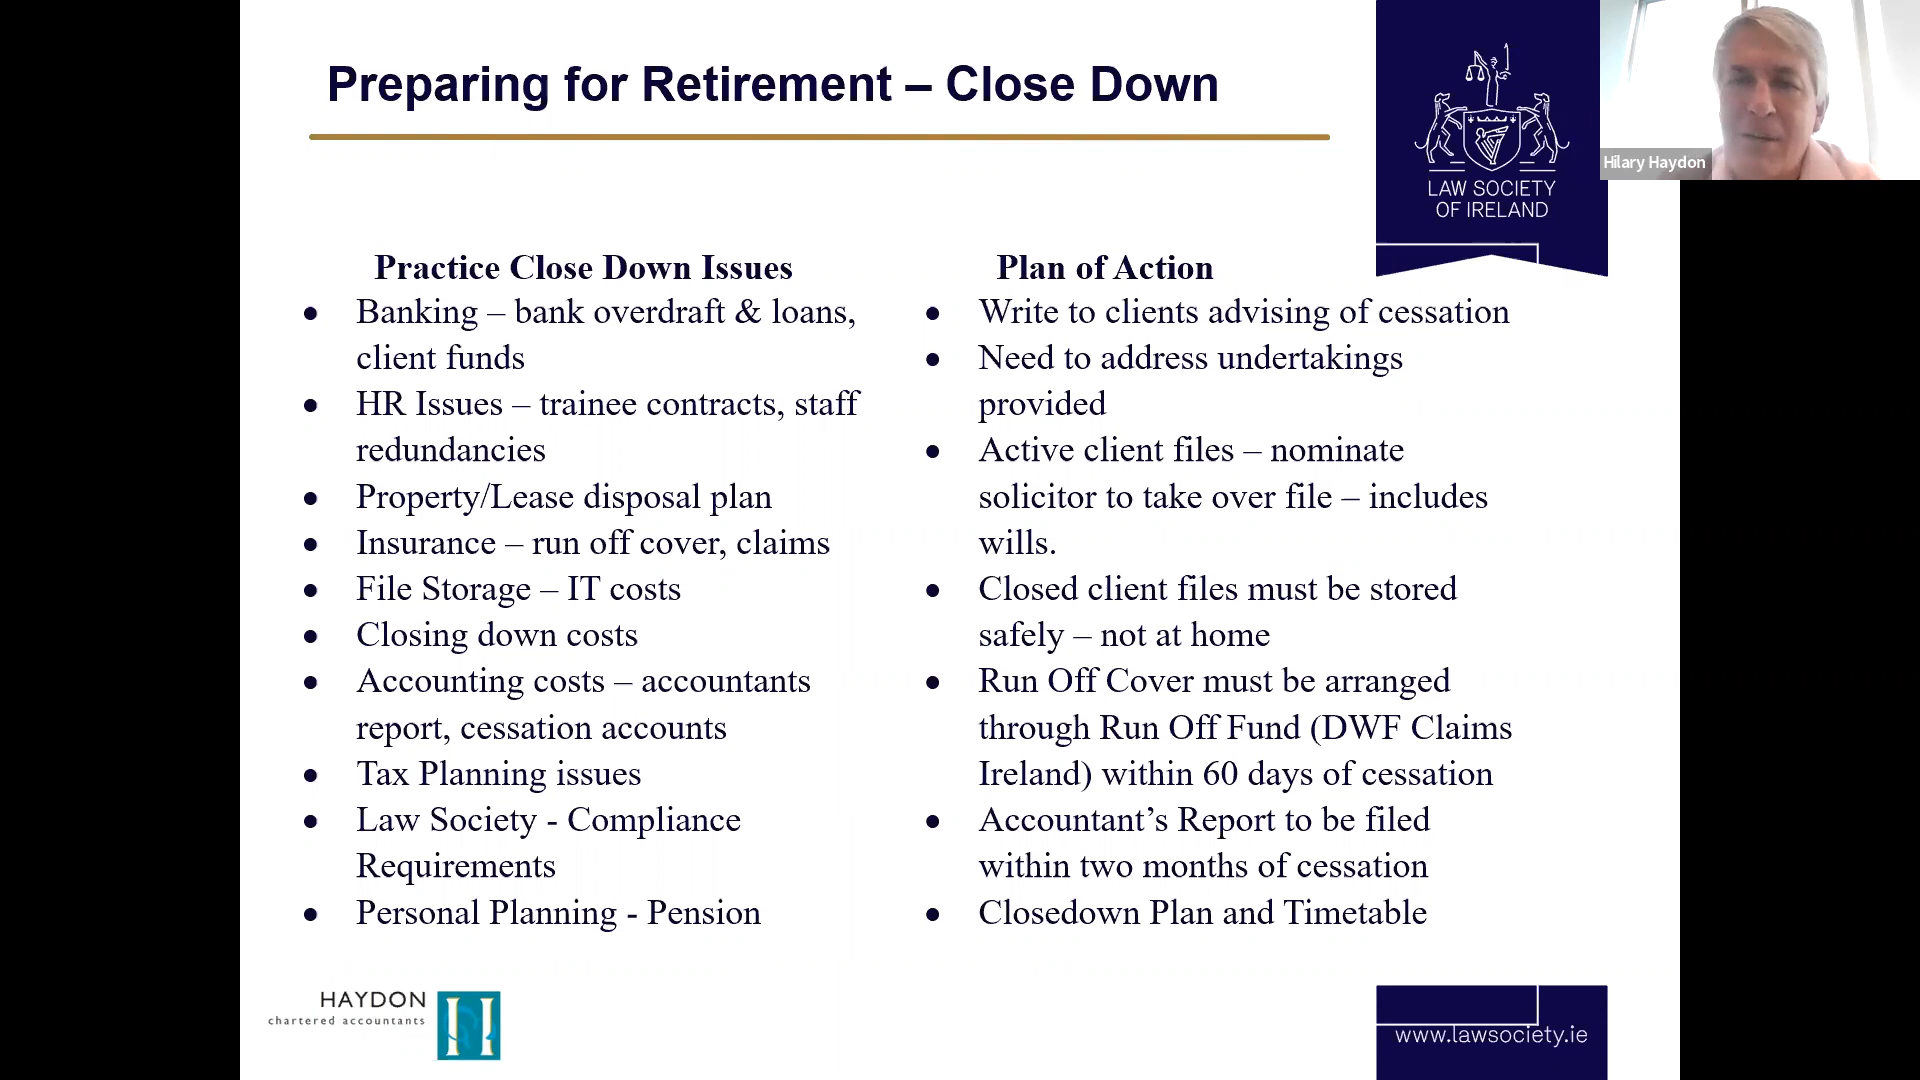 Preparing for Retirement – Close Down
LAW SOCIETY
OF IRELAND
Hilary Haydon
Practice Close Down Issues
• Banking – bank overdraft & loans,
client funds
• HR Issues – trainee contracts, staff
redundancies
• Property/Lease disposal plan
• Insurance – run off cover, claims
• File Storage – IT costs
• Closing down costs
• Accounting costs – accountants
report, cessation accounts
• Tax Planning issues
• Law Society - Compliance
Requirements
• Personal Planning - Pension
Plan of Action
• Write to clients advising of cessation
• Need to address undertakings
provided
• Active client files – nominate
solicitor to take over file – includes
wills.
• Closed client files must be stored
safely – not at home
• Run Off Cover must be arranged
through Run Off Fund (DWF Claims
Ireland) within 60 days of cessation
• Accountant’s Report to be filed
within two months of cessation
• Closedown Plan and Timetable
HAYDON
chartered accountants
H
www.lawsociety.ie